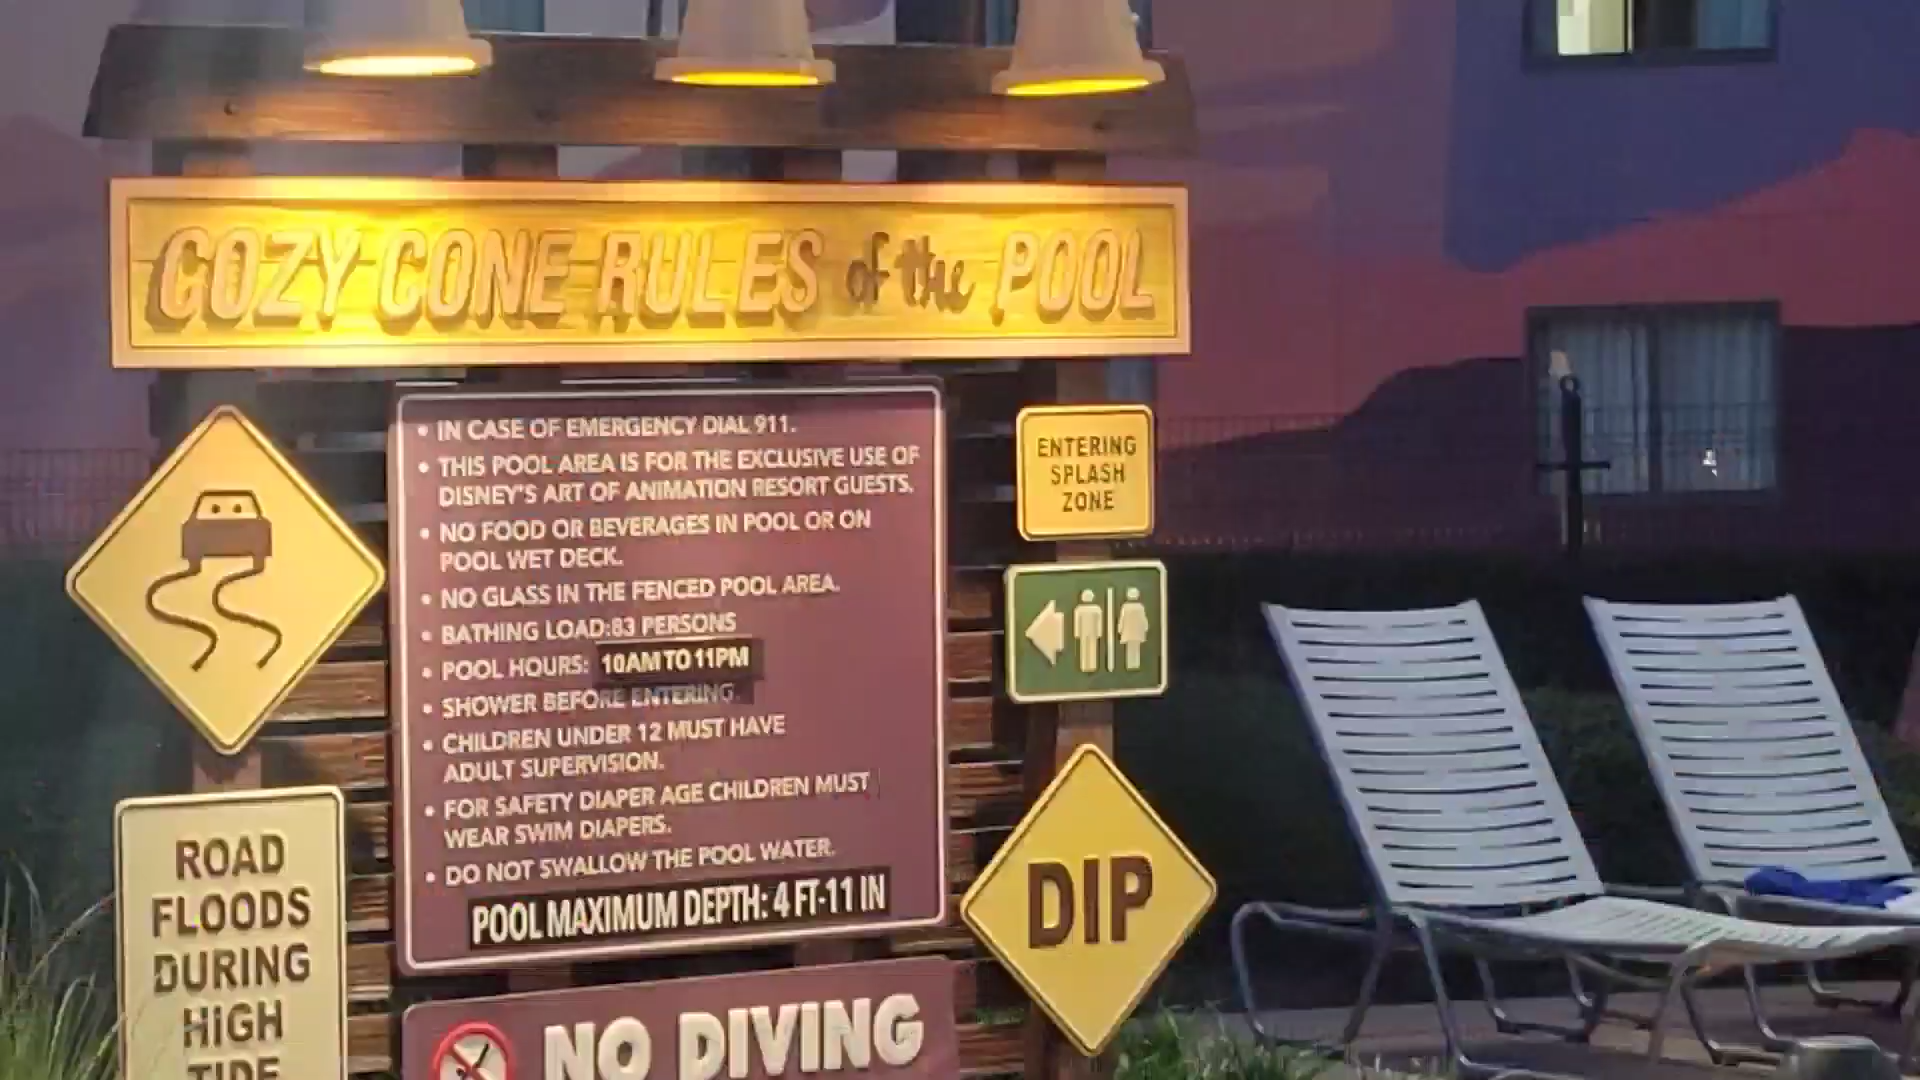 COZY CONE RULES of the POOL
• IN CASE OF EMERGENCY DIAL 911.
• THIS POOL AREA IS FOR THE EXCLUSIVE USE OF
DISNEY'S ART OF ANIMATION RESORT GUESTS.
• NO FOOD OR BEVERAGES IN POOL OR ON
POOL WET DECK.
• NO GLASS IN THE FENCED POOL AREA.
• BATHING LOAD:83 PERSONS
• POOL HOURS: 10AM TO 11PM
• SHOWER BEFORE ENTERING.
• CHILDREN UNDER 12 MUST HAVE
ADULT SUPERVISION.
• FOR SAFETY DIAPER AGE CHILDREN MUST
WEAR SWIM DIAPERS.
• DO NOT SWALLOW THE POOL WATER.
POOL MAXIMUM DEPTH: 4 FT-11 IN
NO DIVING
ROAD
FLOODS
DURING
HIGH
TIDE
ENTERING
SPLASH
ZONE
DIP